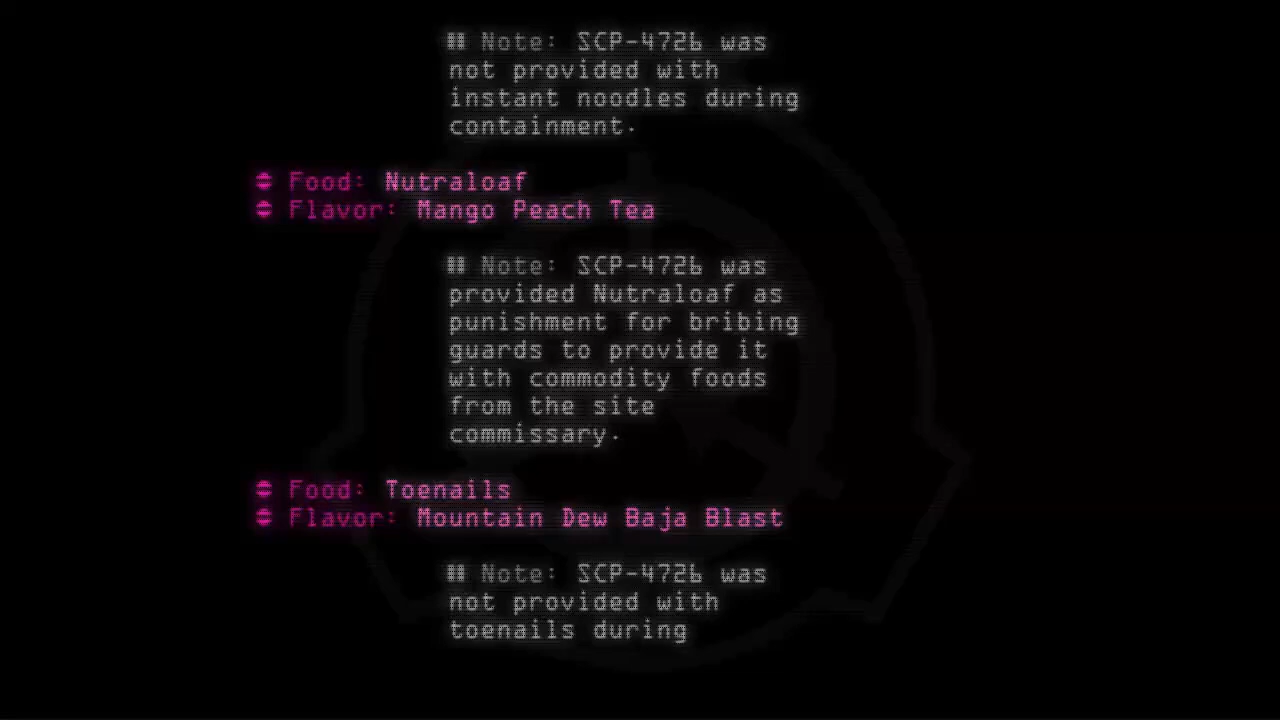 ⌗ Note: SCP-4726 was
not provided with
instant noodles during
containment.
Food: Nutraloaf
Flavor: Mango Peach Tea
⌗ Note: SCP-4726 was
provided Nutraloaf as
punishment for bribing
guards to provide it
with commodity foods
from the site
commissary.
Food: Toenails
Flavor: Mountain Dew Baja Blast
⌗ Note: SCP-4726 was
not provided with
toenails during